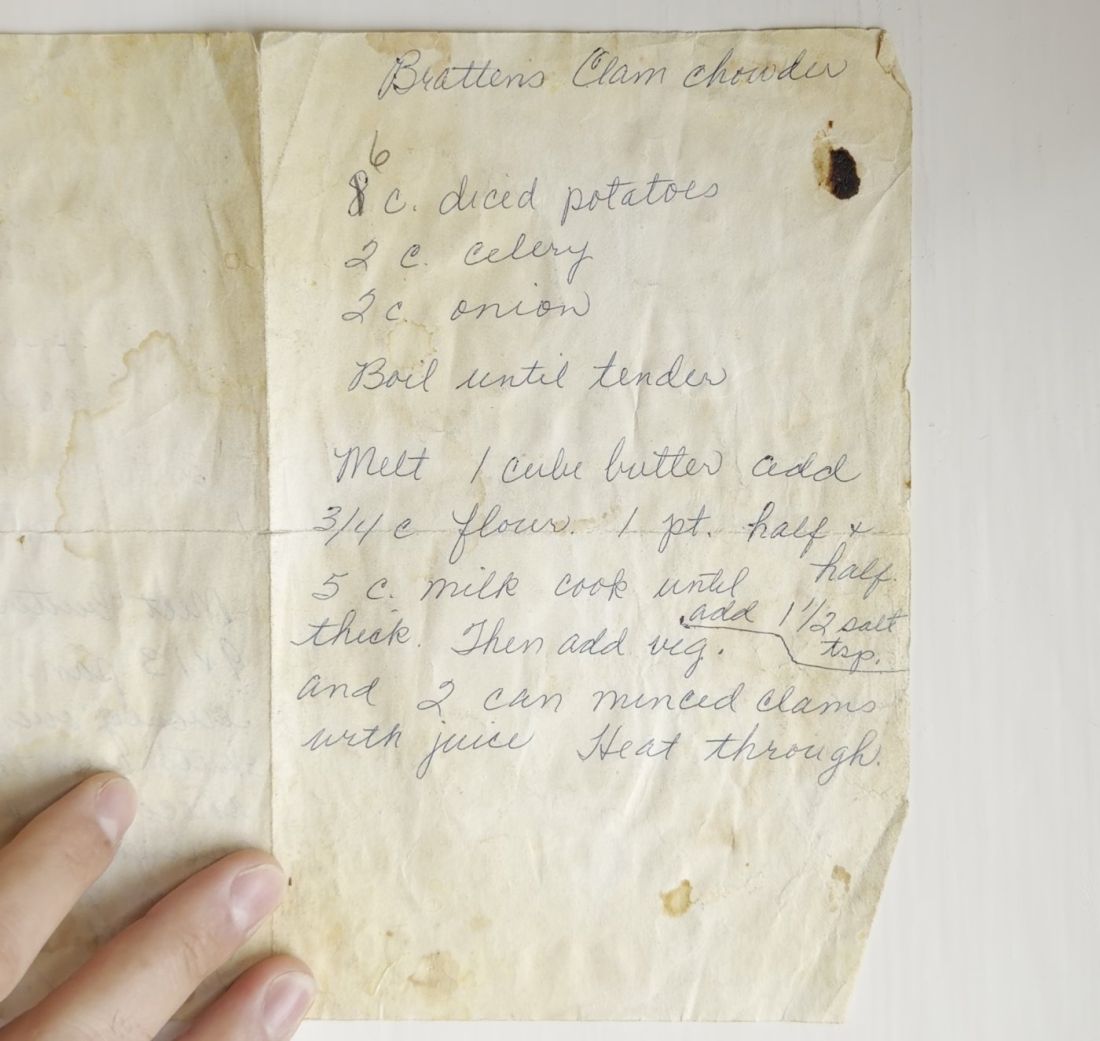 Brattens Clam chowder
6
8 c. diced potatoes
2 c. celery
2 c. onion
Boil until tender
Melt 1 cube butter add
3/4 c flour. 1 pt. half &
half.
5 c. milk cook until
add 1 1/2 salt
tsp.
thick. Then add veg.
and 2 can minced clams
with juice Heat through.